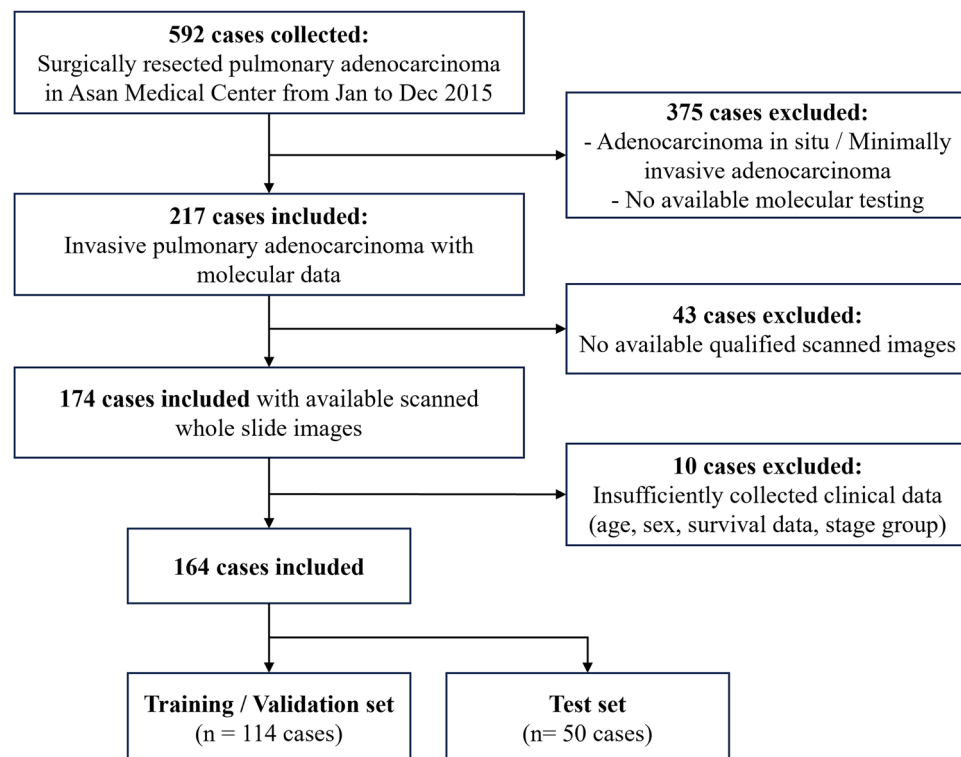 592 cases collected:
Surgically resected pulmonary adenocarcinoma
in Asan Medical Center from Jan to Dec 2015
375 cases excluded:
- Adenocarcinoma in situ / Minimally
invasive adenocarcinoma
- No available molecular testing
217 cases included:
Invasive pulmonary adenocarcinoma with
molecular data
43 cases excluded:
No available qualified scanned images
174 cases included with available scanned
whole slide images
10 cases excluded:
Insufficiently collected clinical data
(age, sex, survival data, stage group)
164 cases included
Training / Validation set
(n = 114 cases)
Test set
(n= 50 cases)